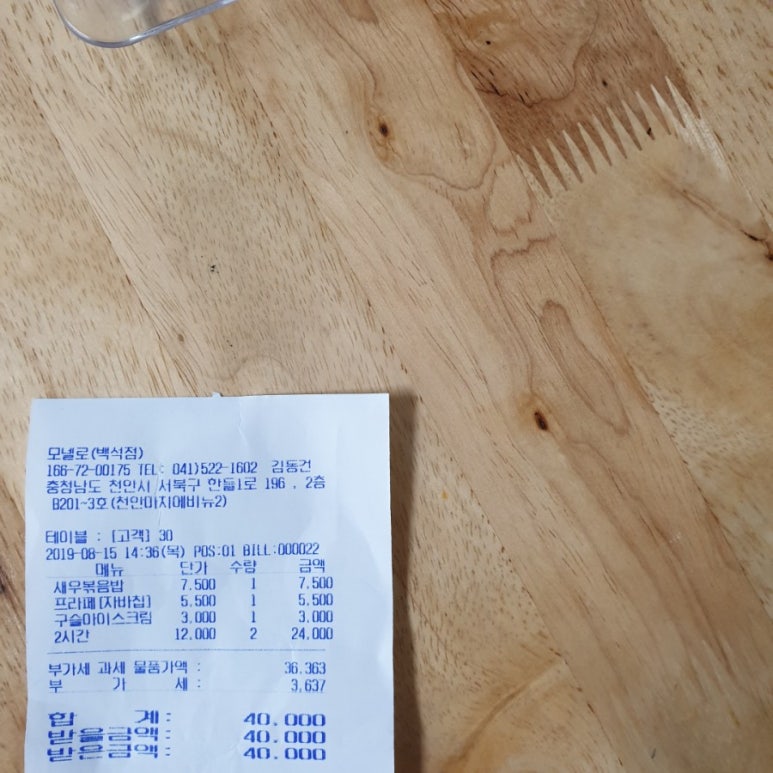 모넬로(백석점)
166-72-00175 TEL: 041)522-1602 김동건
충청남도 천안시 서북구 한들1로 196 , 2층
B201~3호(천안마치에비뉴2)
테이블 : [고객] 30
2019-08-15 14:36(목) POS:01 BILL:000022
메뉴 단가 수량 금액
새우볶음밥 7.500 1 7,500
프라페[자바칩] 5.500 1 5,500
구슬아이스크림 3.000 1 3,000
2시간 12.000 2 24,000
부가세 과세 물품가액 : 36,363
부 가 세 : 3,637
합 계: 40,000
받을금액: 40,000
받은금액: 40,000